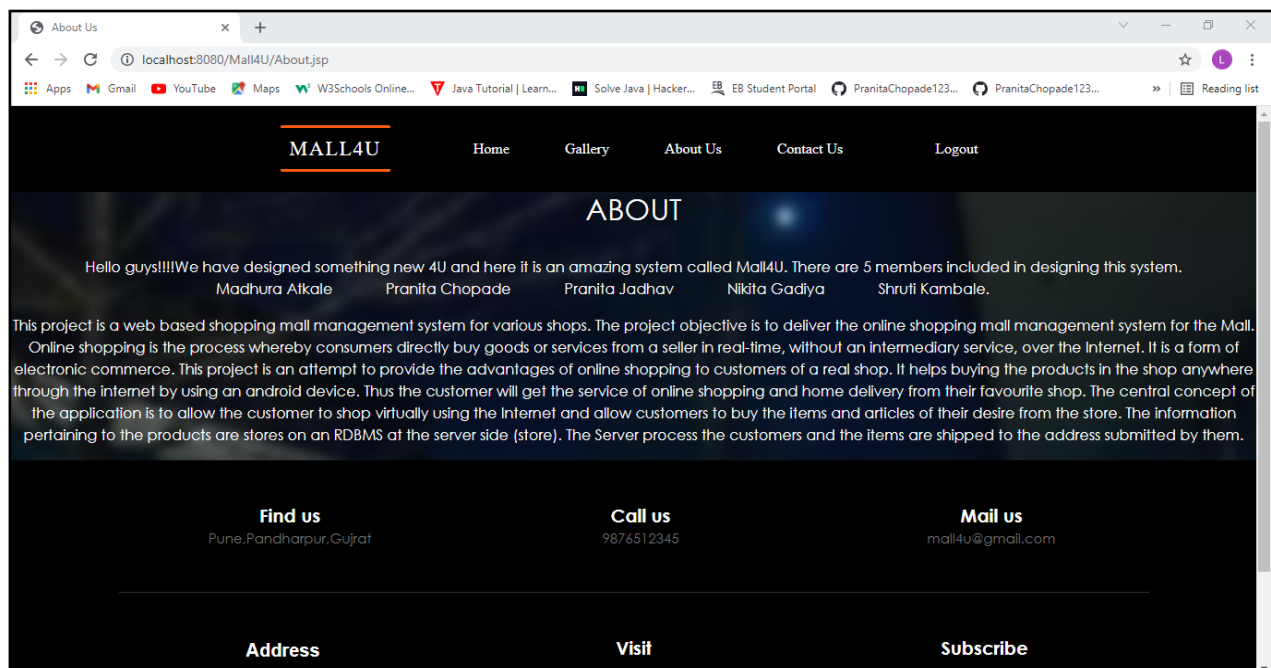 About Us
localhost:8080/Mall4U/About.jsp
L
Apps Gmail YouTube Maps W3Schools Online... Java Tutorial | Learn... Solve Java | Hacker... EB Student Portal PranitaChopade123... PranitaChopade123... » Reading list
MALL4U Home Gallery About Us Contact Us Logout
ABOUT
Hello guys!!!!We have designed something new 4U and here it is an amazing system called Mall4U. There are 5 members included in designing this system.
Madhura Atkale Pranita Chopade Pranita Jadhav Nikita Gadiya Shruti Kambale.
This project is a web based shopping mall management system for various shops. The project objective is to deliver the online shopping mall management system for the Mall.
Online shopping is the process whereby consumers directly buy goods or services from a seller in real-time, without an intermediary service, over the Internet. It is a form of
electronic commerce. This project is an attempt to provide the advantages of online shopping to customers of a real shop. It helps buying the products in the shop anywhere
through the internet by using an android device. Thus the customer will get the service of online shopping and home delivery from their favourite shop. The central concept of
the application is to allow the customer to shop virtually using the Internet and allow customers to buy the items and articles of their desire from the store. The information
pertaining to the products are stores on an RDBMS at the server side (store). The Server process the customers and the items are shipped to the address submitted by them.
Find us Call us Mail us
Pune,Pandharpur,Gujrat 9876512345 mall4u@gmail.com
Address Visit Subscribe